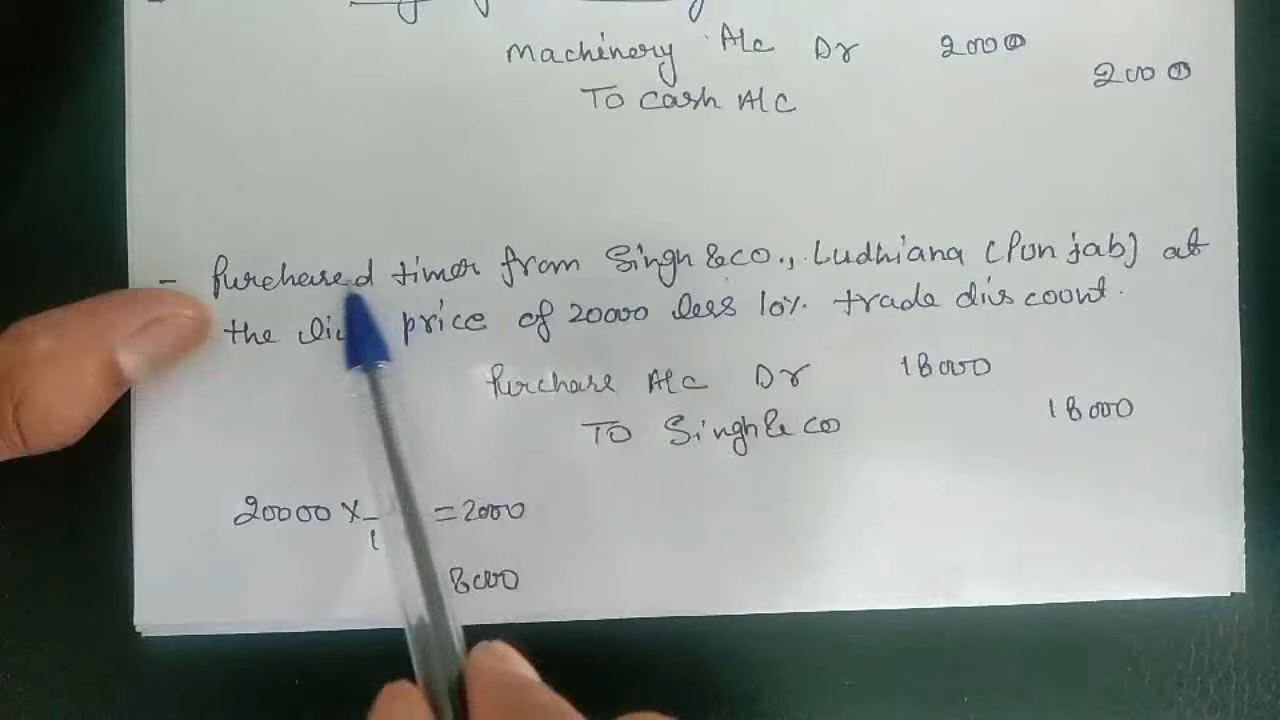 Machinery A/c Dr 2000
2000
To cash A/c
- Purchased timer from Singh & co., Ludhiana (Punjab) at
the price of 20000 less 10% trade discount.
Purchase A/c Dr 18000
18000
To Singh & co
20000 X = 2000
8000